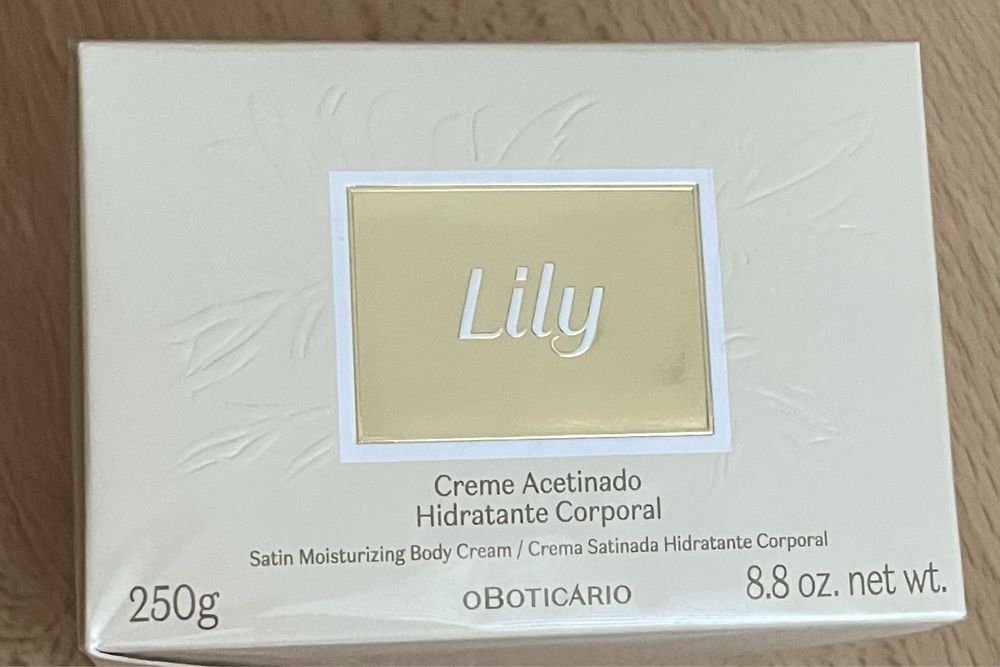 Lily
Creme Acetinado
Hidratante Corporal
Satin Moisturizing Body Cream / Crema Satinada Hidratante Corporal
250g
oBOTICÁRIO
8.8 oz. net wt.